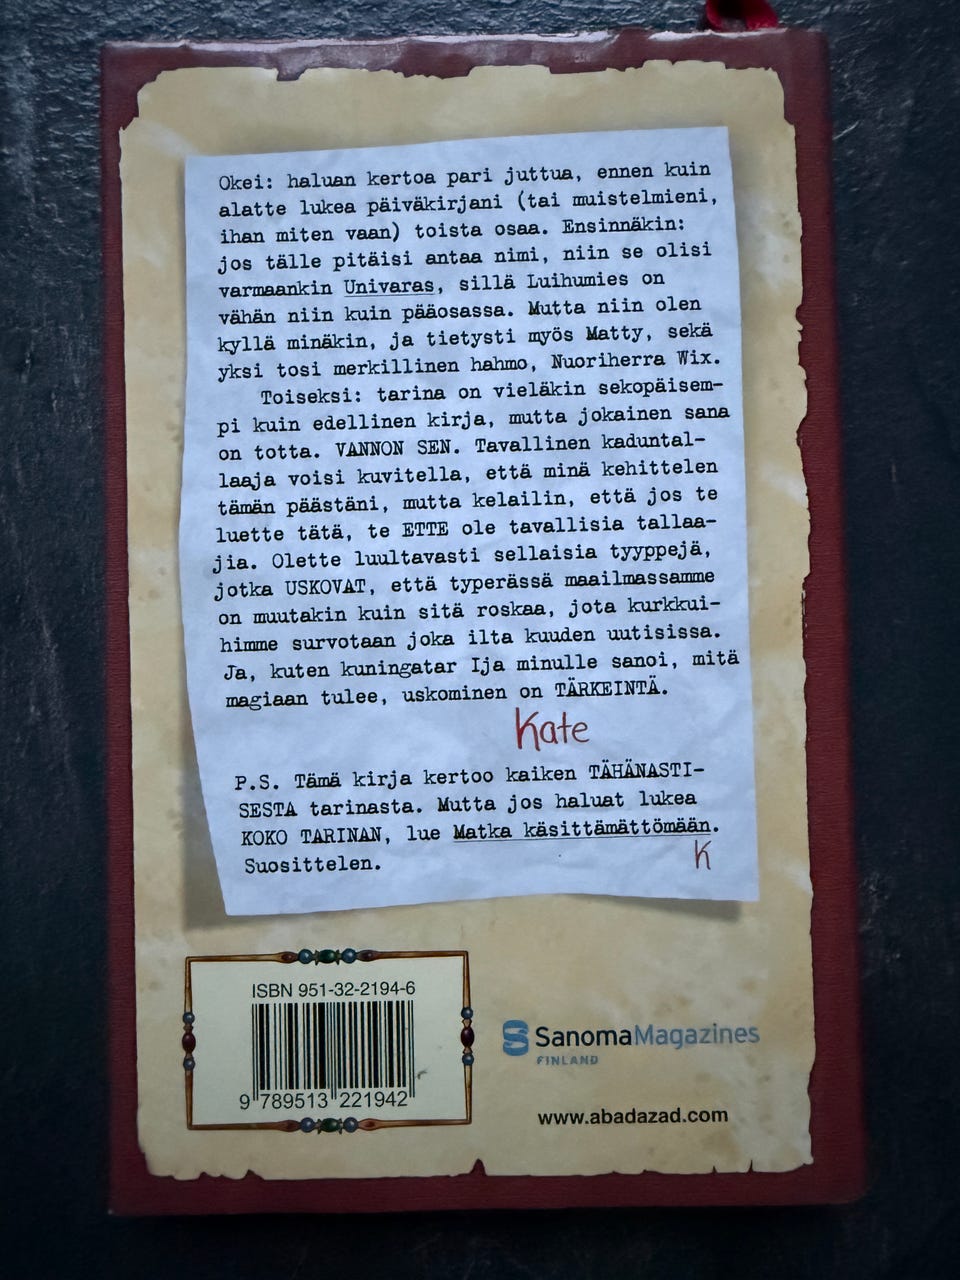 Okei: haluan kertoa pari juttua, ennen kuin
alatte lukea päiväkirjani (tai muistelmieni,
ihan miten vaan) toista osaa. Ensinnäkin:
jos tälle pitäisi antaa nimi, niin se olisi
varmaankin Univaras, sillä Luihumies on
vähän niin kuin pääosassa. Mutta niin olen
kyllä minäkin, ja tietysti myös Matty, sekä
yksi tosi merkillinen hahmo, Nuoriherra Wix.
Toiseksi: tarina on vieläkin sekopäisem-
pi kuin edellinen kirja, mutta jokainen sana
on totta. VANNON SEN. Tavallinen kaduntal-
laaja voisi kuvitella, että minä kehittelen
tämän päästäni, mutta kelailin, että jos te
luette tätä, te ETTE ole tavallisia tallaa-
jia. Olette luultavasti sellaisia tyyppejä,
jotka USKOVAT, että typerässä maailmassamme
on muutakin kuin sitä roskaa, jota kurkkui-
himme survotaan joka ilta kuuden uutisissa.
Ja, kuten kuningatar Ija minulle sanoi, mitä
magiaan tulee, uskominen on TÄRKEINTÄ.
Kate
P.S. Tämä kirja kertoo kaiken TÄHÄNASTI-
SESTA tarinasta. Mutta jos haluat lukea
KOKO TARINAN, lue Matka käsittämättömään.
Suosittelen.
K
ISBN 951-32-2194-6
9 789513 221942
SanomaMagazines
FINLAND
www.abadazad.com